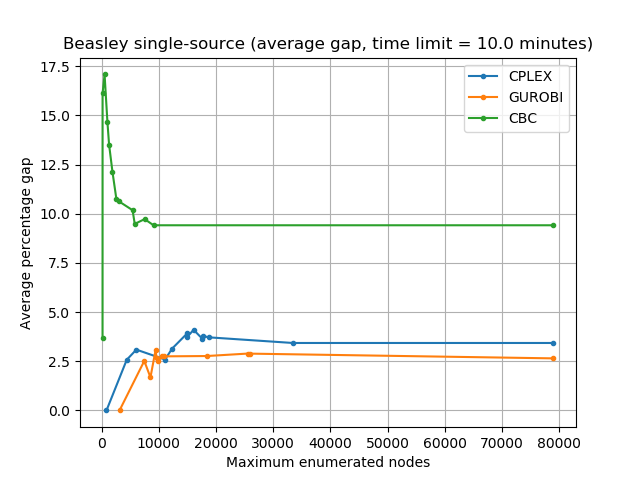 Beasley single-source (average gap, time limit = 10.0 minutes)
17.5
15.0
12.5
10.0
7.5
5.0
2.5
0.0
Average percentage gap
CPLEX
GUROBI
CBC
0 10000 20000 30000 40000 50000 60000 70000 80000
Maximum enumerated nodes